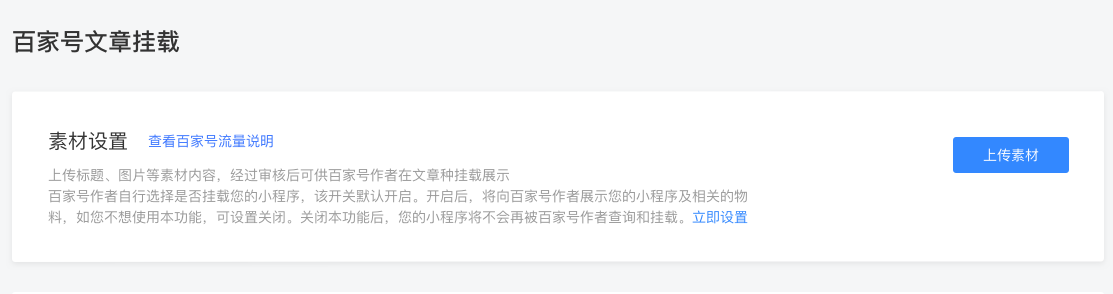 百家号文章挂载
素材设置 查看百家号流量说明
上传素材
上传标题、图片等素材内容，经过审核后可供百家号作者在文章种挂载展示
百家号作者自行选择是否挂载您的小程序，该开关默认开启。开启后，将向百家号作者展示您的小程序及相关的物
料，如您不想使用本功能，可设置关闭。关闭本功能后，您的小程序将不会再被百家号作者查询和挂载。立即设置